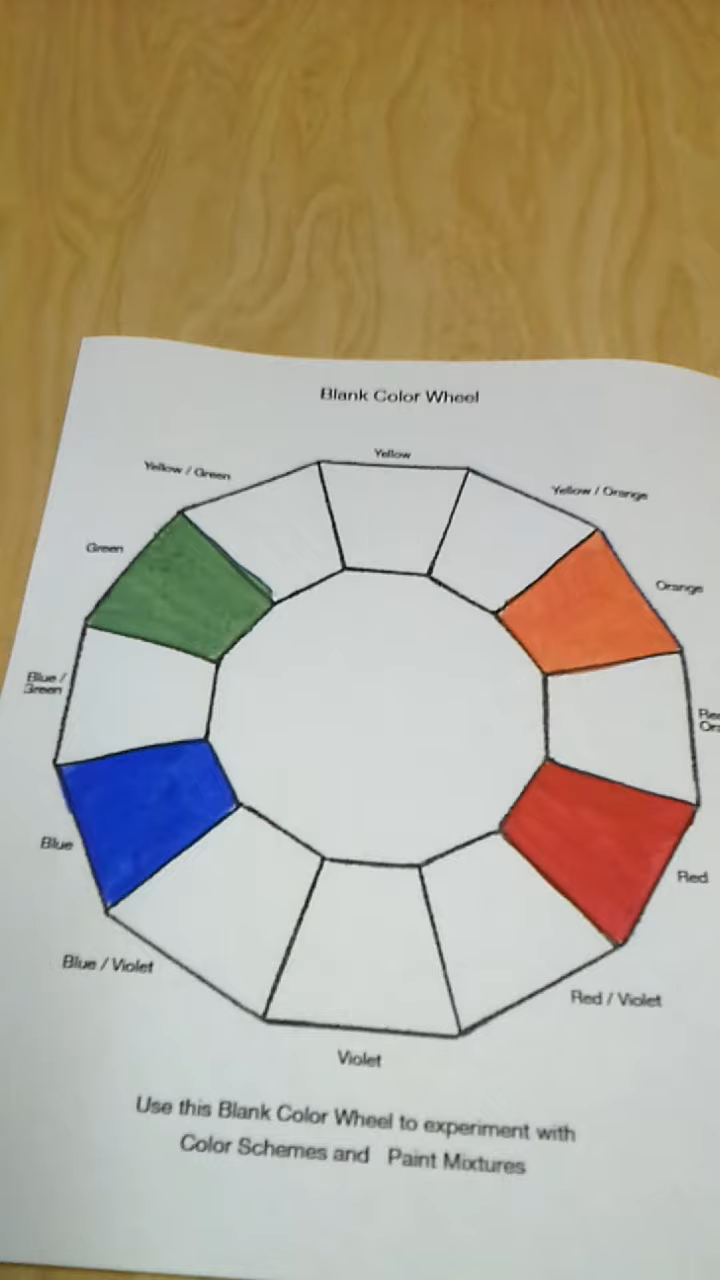 Blank Color Wheel
Yellow
Yellow / Green
Yellow / Orange
Green
Orange
Blue /
Green
Blue
Red
Blue / Violet
Red / Violet
Violet
Use this Blank Color Wheel to experiment with
Color Schemes and Paint Mixtures